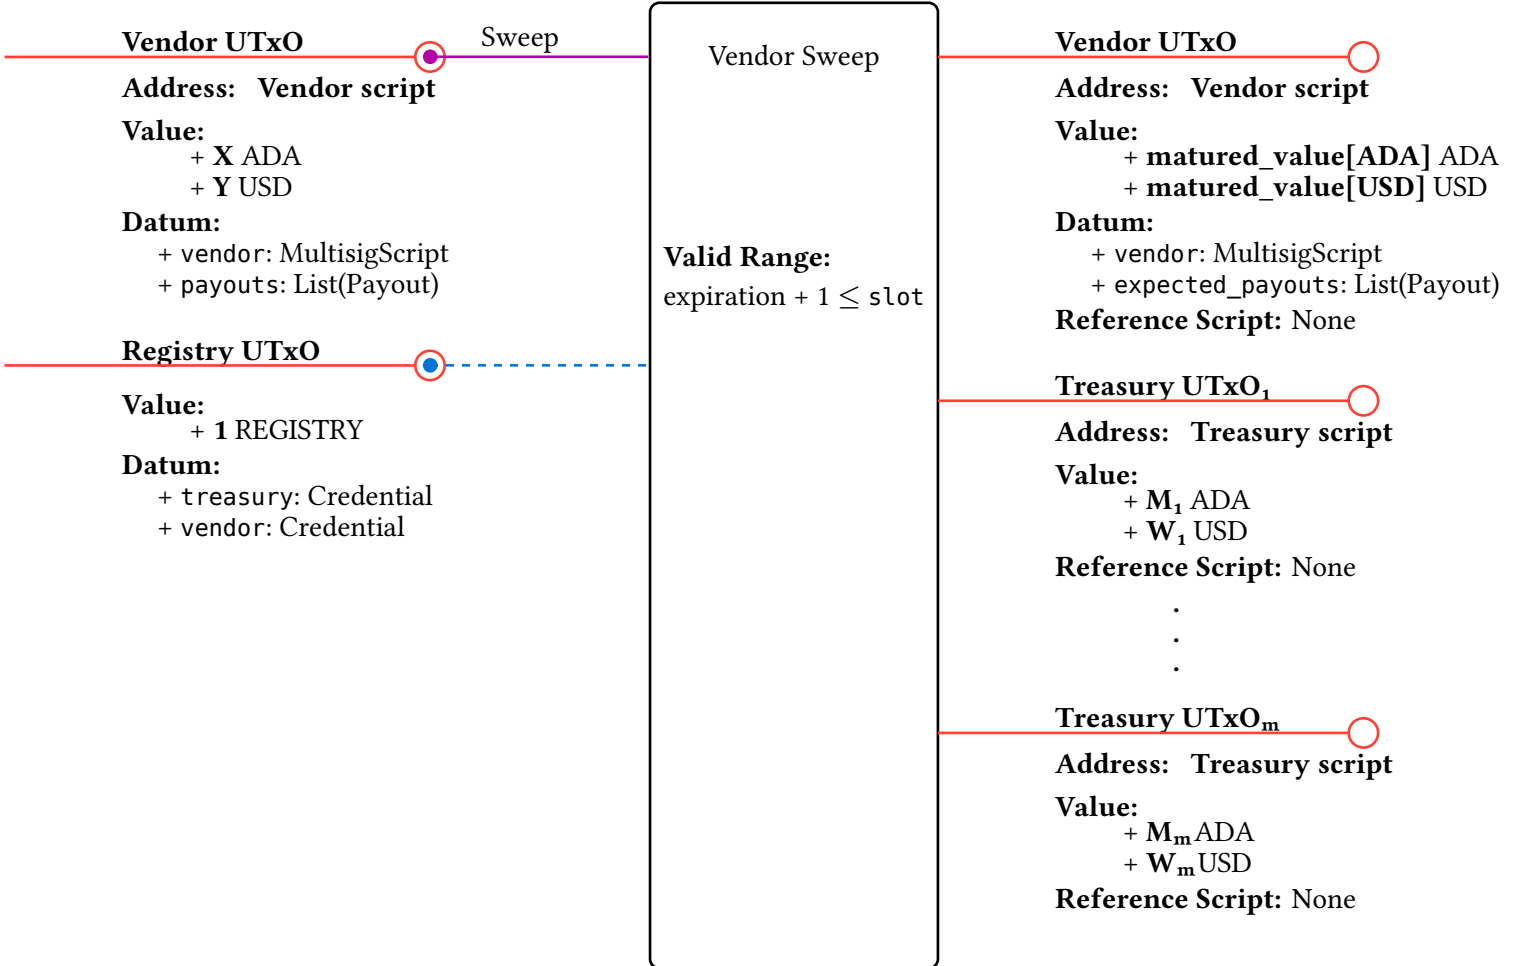 Vendor UTxO
Address: Vendor script
Value:
+ X ADA
+ Y USD
Datum:
+ vendor: MultisigScript
+ payouts: List(Payout)
Registry UTxO
Value:
+ 1 REGISTRY
Datum:
+ treasury: Credential
+ vendor: Credential
Sweep
Vendor Sweep
Valid Range:
expiration + 1 ≤ slot
Vendor UTxO
Address: Vendor script
Value:
+ matured_value[ADA] ADA
+ matured_value[USD] USD
Datum:
+ vendor: MultisigScript
+ expected_payouts: List(Payout)
Reference Script: None
Treasury UTxO₁
Address: Treasury script
Value:
+ M₁ ADA
+ W₁ USD
Reference Script: None
.
.
.
Treasury UTxOₘ
Address: Treasury script
Value:
+ Mₘ ADA
+ Wₘ USD
Reference Script: None